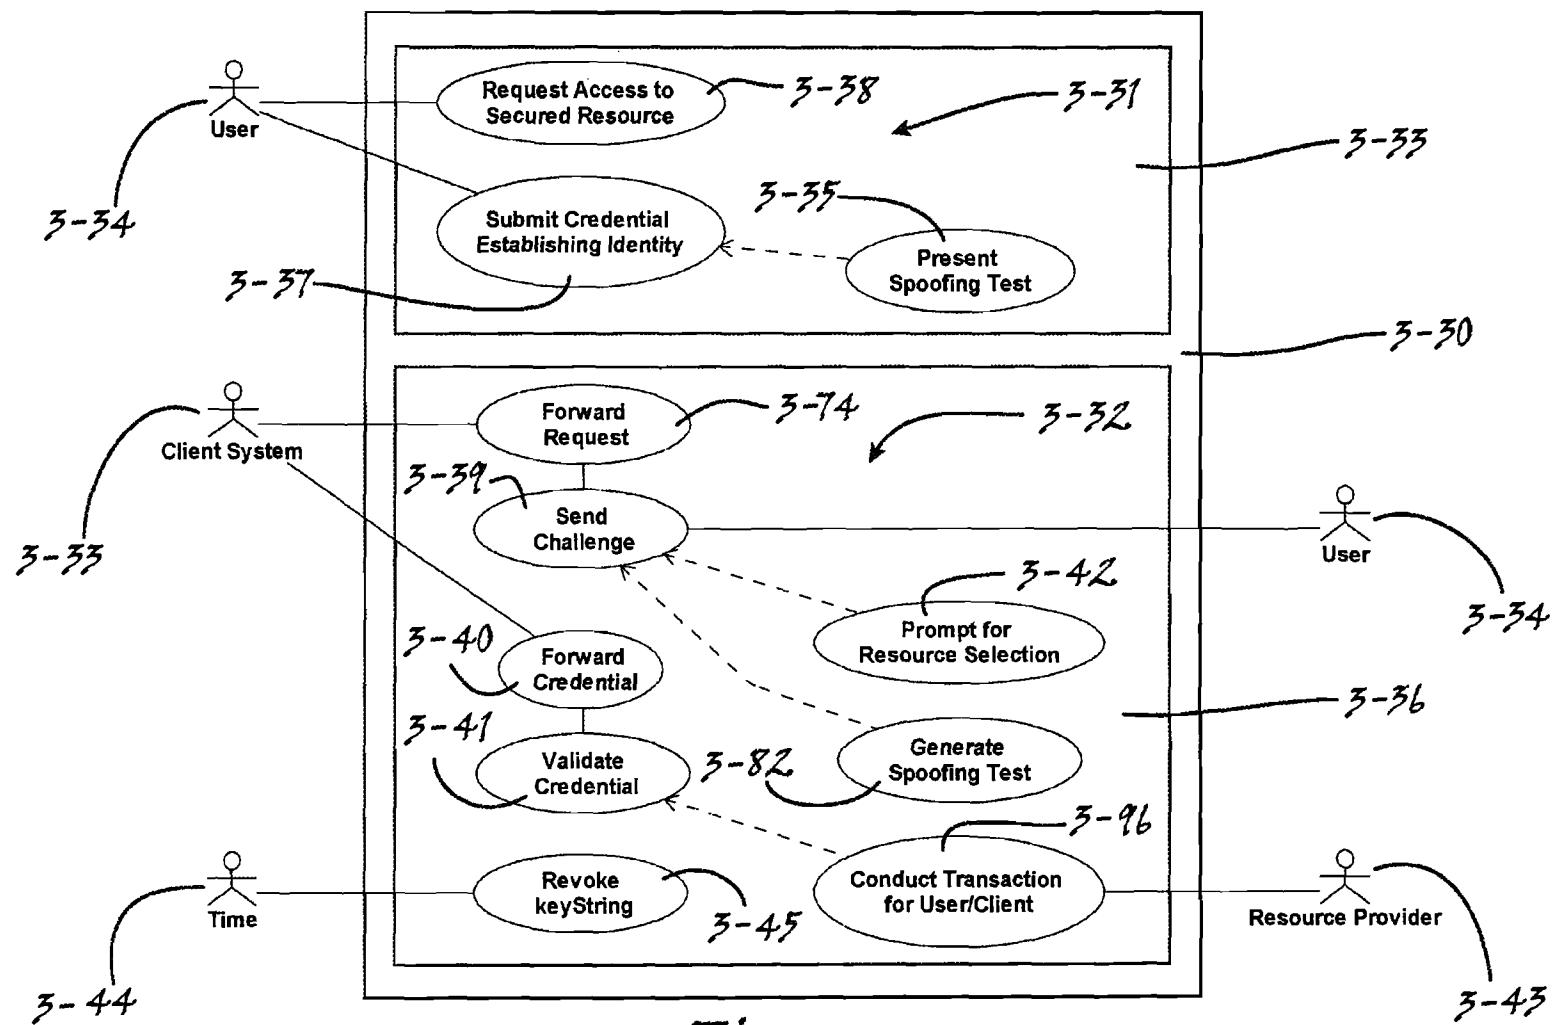 Request Access to
Secured Resource
3-38
3-31
User
3-33
3-34
3-35
Submit Credential
Establishing Identity
Present
Spoofing Test
3-37
3-30
Forward
Request
3-74
3-32
Client System
3-39
Send
Challenge
User
3-33
3-42
3-34
3-40
Prompt for
Resource Selection
Forward
Credential
3-36
3-41
Generate
Spoofing Test
Validate
Credential
3-82
3-96
Revoke
keyString
Conduct Transaction
for User/Client
Time
3-45
Resource Provider
3-44
3-43